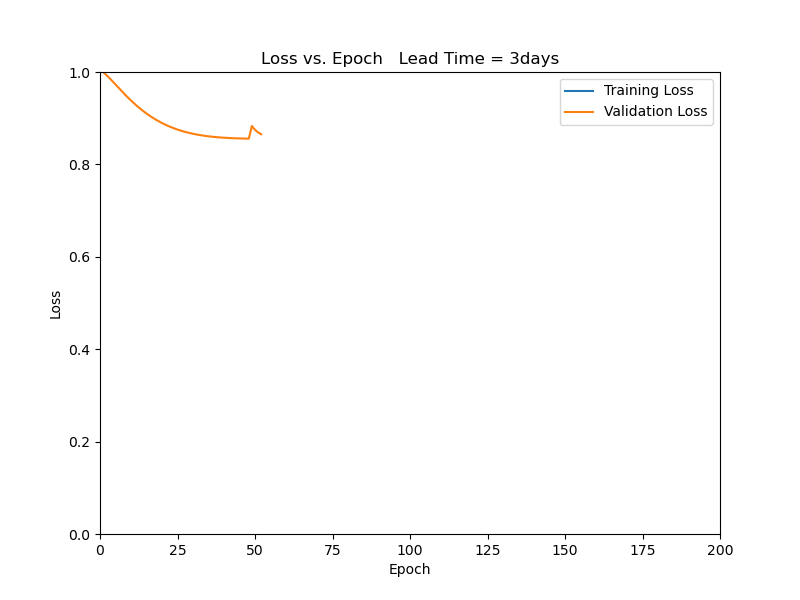 Loss vs. Epoch   Lead Time = 3days
Training Loss
Validation Loss
1.0
0.8
0.6
0.4
0.2
0.0
Loss
0 25 50 75 100 125 150 175 200
Epoch